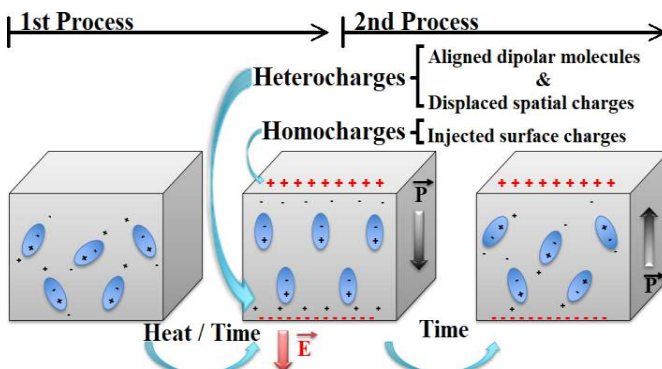 1st Process
2nd Process
Heterocharges
Aligned dipolar molecules
&
Displaced spatial charges
Homocharges
Injected surface charges
+ + + + + + + + +
P
+ + + + + + + + +
P
Heat / Time
E
Time